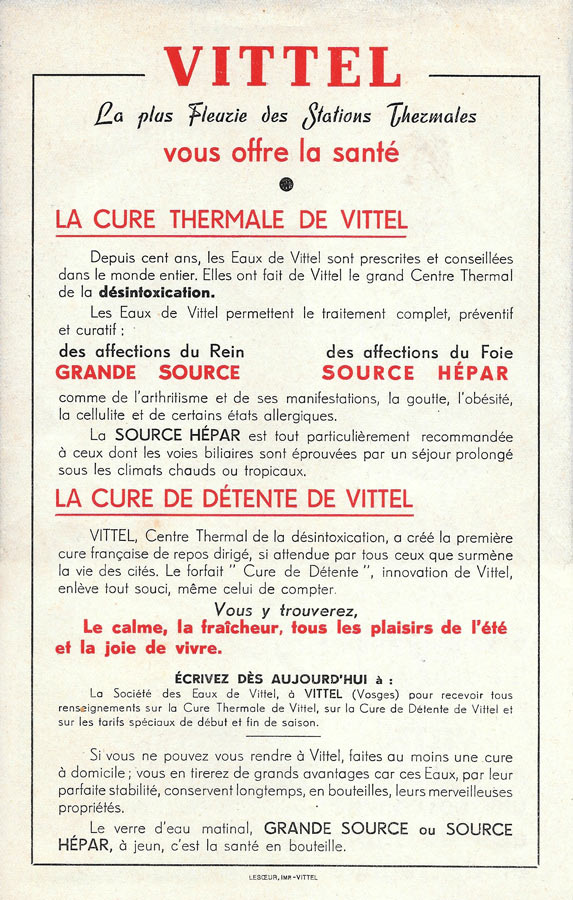 VITTEL
La plus Fleurie des Stations Thermales
vous offre la santé
LA CURE THERMALE DE VITTEL
Depuis cent ans, les Eaux de Vittel sont prescrites et conseillées
dans le monde entier. Elles ont fait de Vittel le grand Centre Thermal
de la désintoxication.
Les Eaux de Vittel permettent le traitement complet, préventif
et curatif :
des affections du Rein des affections du Foie
GRANDE SOURCE SOURCE HÉPAR
comme de l'arthritisme et de ses manifestations, la goutte, l'obésité,
la cellulite et de certains états allergiques.
La SOURCE HÉPAR est tout particulièrement recommandée
à ceux dont les voies biliaires sont éprouvées par un séjour prolongé
sous les climats chauds ou tropicaux.
LA CURE DE DÉTENTE DE VITTEL
VITTEL, Centre Thermal de la désintoxication, a créé la première
cure française de repos dirigé, si attendue par tous ceux que surmène
la vie des cités. Le forfait " Cure de Détente ", innovation de Vittel,
enlève tout souci, même celui de compter.
Vous y trouverez,
Le calme, la fraîcheur, tous les plaisirs de l'été
et la joie de vivre.
ÉCRIVEZ DÈS AUJOURD'HUI à :
La Société des Eaux de Vittel, à VITTEL (Vosges) pour recevoir tous
renseignements sur la Cure Thermale de Vittel, sur la Cure de Détente de Vittel et
sur les tarifs spéciaux de début et fin de saison.
Si vous ne pouvez vous rendre à Vittel, faites au moins une cure
à domicile ; vous en tirerez de grands avantages car ces Eaux, par leur
parfaite stabilité, conservent longtemps, en bouteilles, leurs merveilleuses
propriétés.
Le verre d'eau matinal, GRANDE SOURCE ou SOURCE
HÉPAR, à jeun, c'est la santé en bouteille.
LESŒUR, IMP.-VITTEL